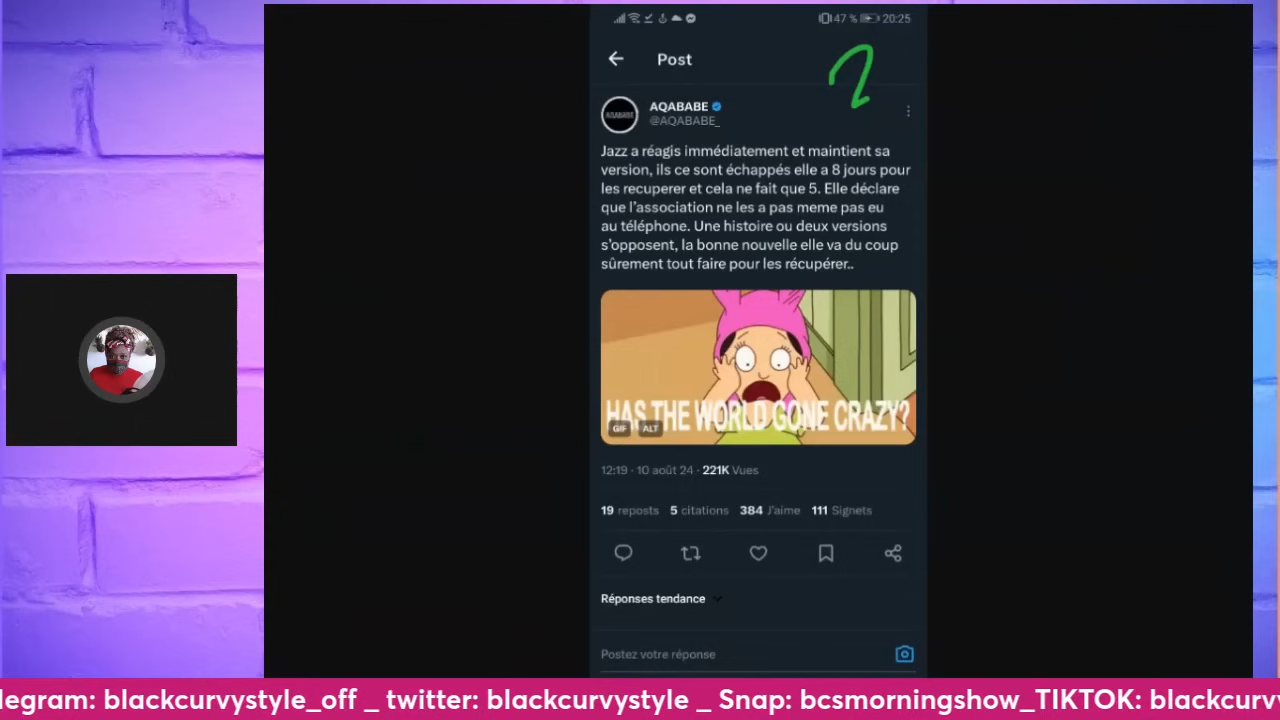 47 % 20:25
Post
2
AQABABE
AQABABE
@AQABABE_
Jazz a réagis immédiatement et maintient sa
version, ils ce sont échappés elle a 8 jours pour
les recuperer et cela ne fait que 5. Elle déclare
que l'association ne les a pas meme pas eu
au téléphone. Une histoire ou deux versions
s'opposent, la bonne nouvelle elle va du coup
sûrement tout faire pour les récupérer..
HAS THE WORLD GONE CRAZY?
GIF ALT
12:19 · 10 août 24 · 221K Vues
19 reposts 5 citations 384 J'aime 111 Signets
Réponses tendance
Postez votre réponse
legram: blackcurvystyle_off _ twitter: blackcurvystyle _ Snap: bcsmorningshow_TIKTOK: blackcurv